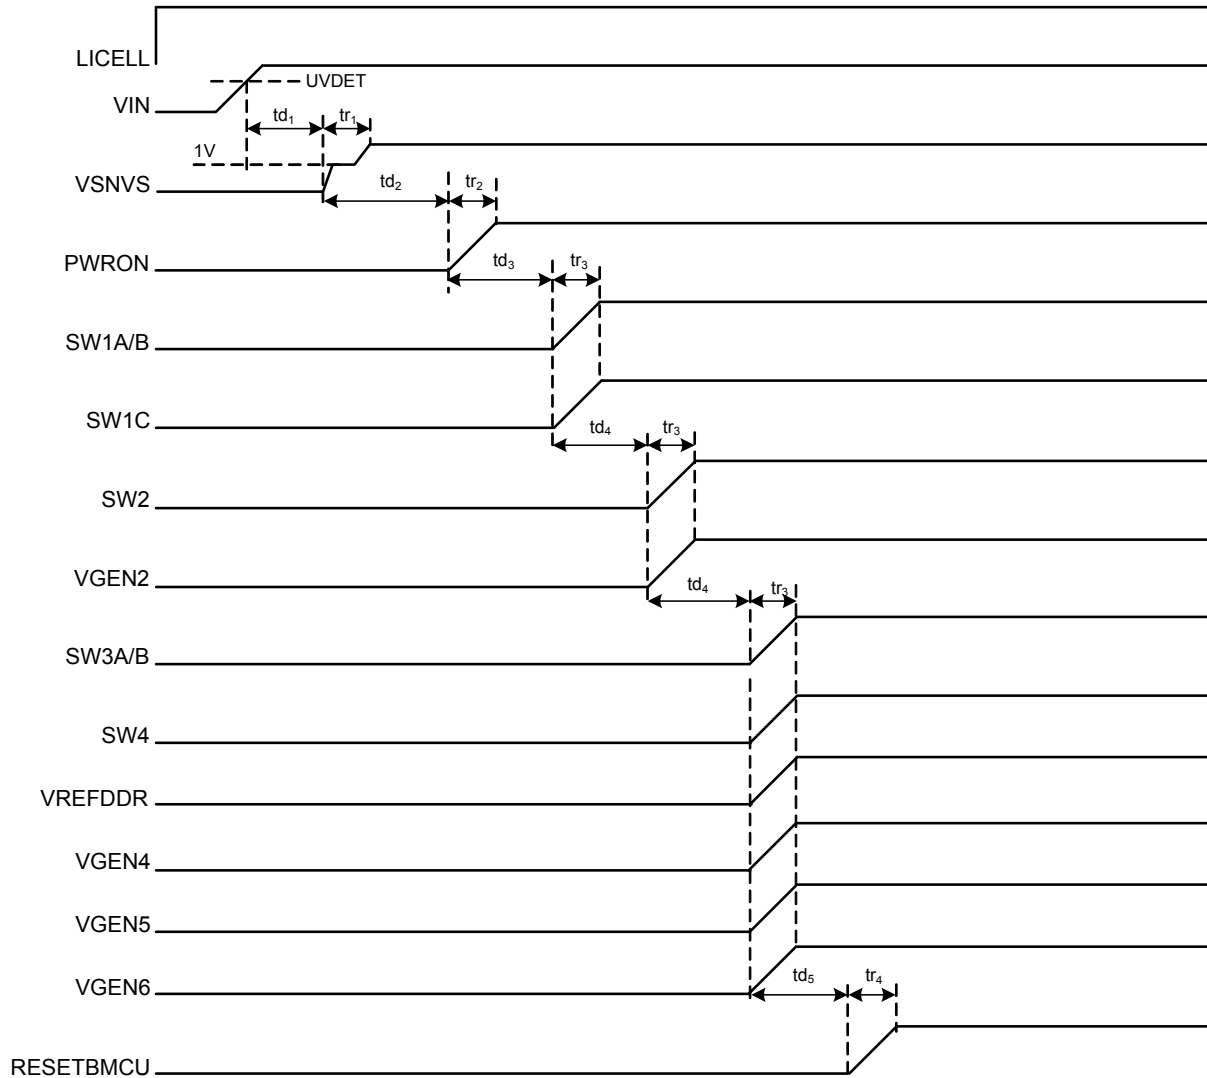 LICELL
UVDET
VIN
td₁ tr₁
1V
VSNVS
td₂ tr₂
PWRON
td₃ tr₃
SW1A/B
SW1C
td₄ tr₃
SW2
VGEN2
td₄ tr₃
SW3A/B
SW4
VREFDDR
VGEN4
VGEN5
VGEN6
td₅ tr₄
RESETBMCU